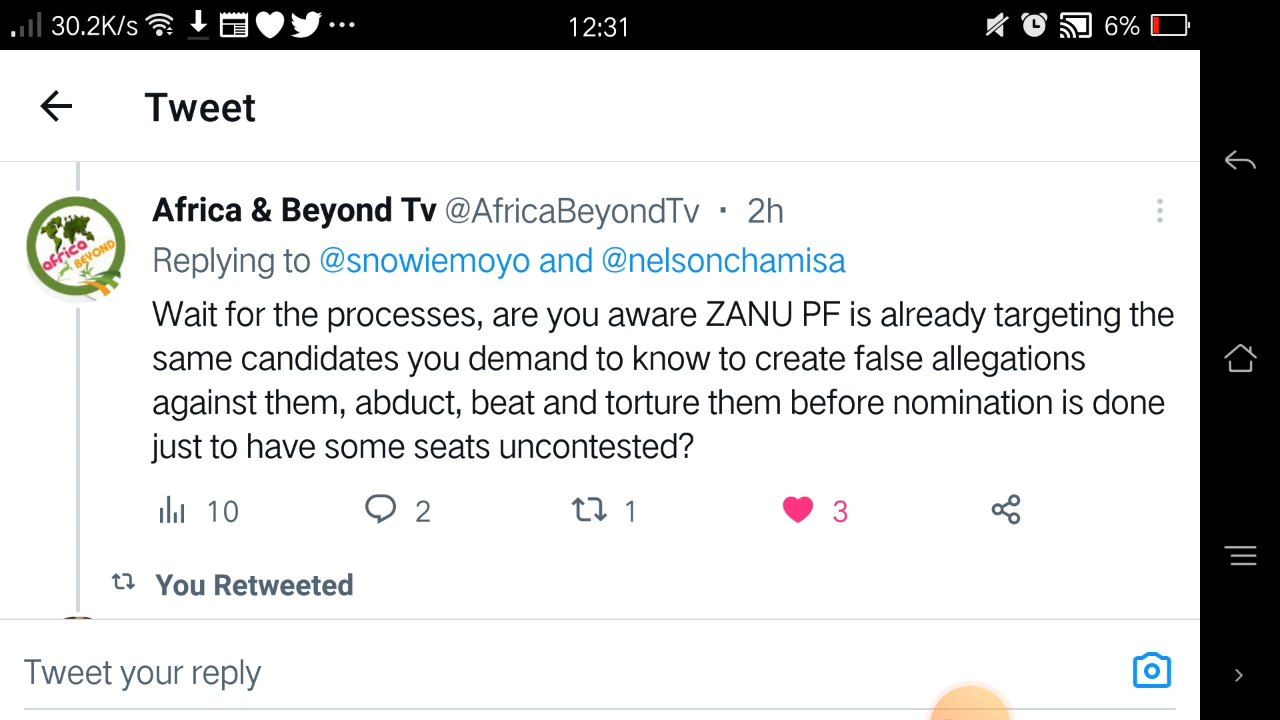 30.2K/s 12:31 6%
Tweet
Africa & Beyond Tv @AfricaBeyondTv · 2h
africa
BEYOND
Replying to @snowiemoyo and @nelsonchamisa
Wait for the processes, are you aware ZANU PF is already targeting the
same candidates you demand to know to create false allegations
against them, abduct, beat and torture them before nomination is done
just to have some seats uncontested?
10 2 1 3
You Retweeted
Tweet your reply